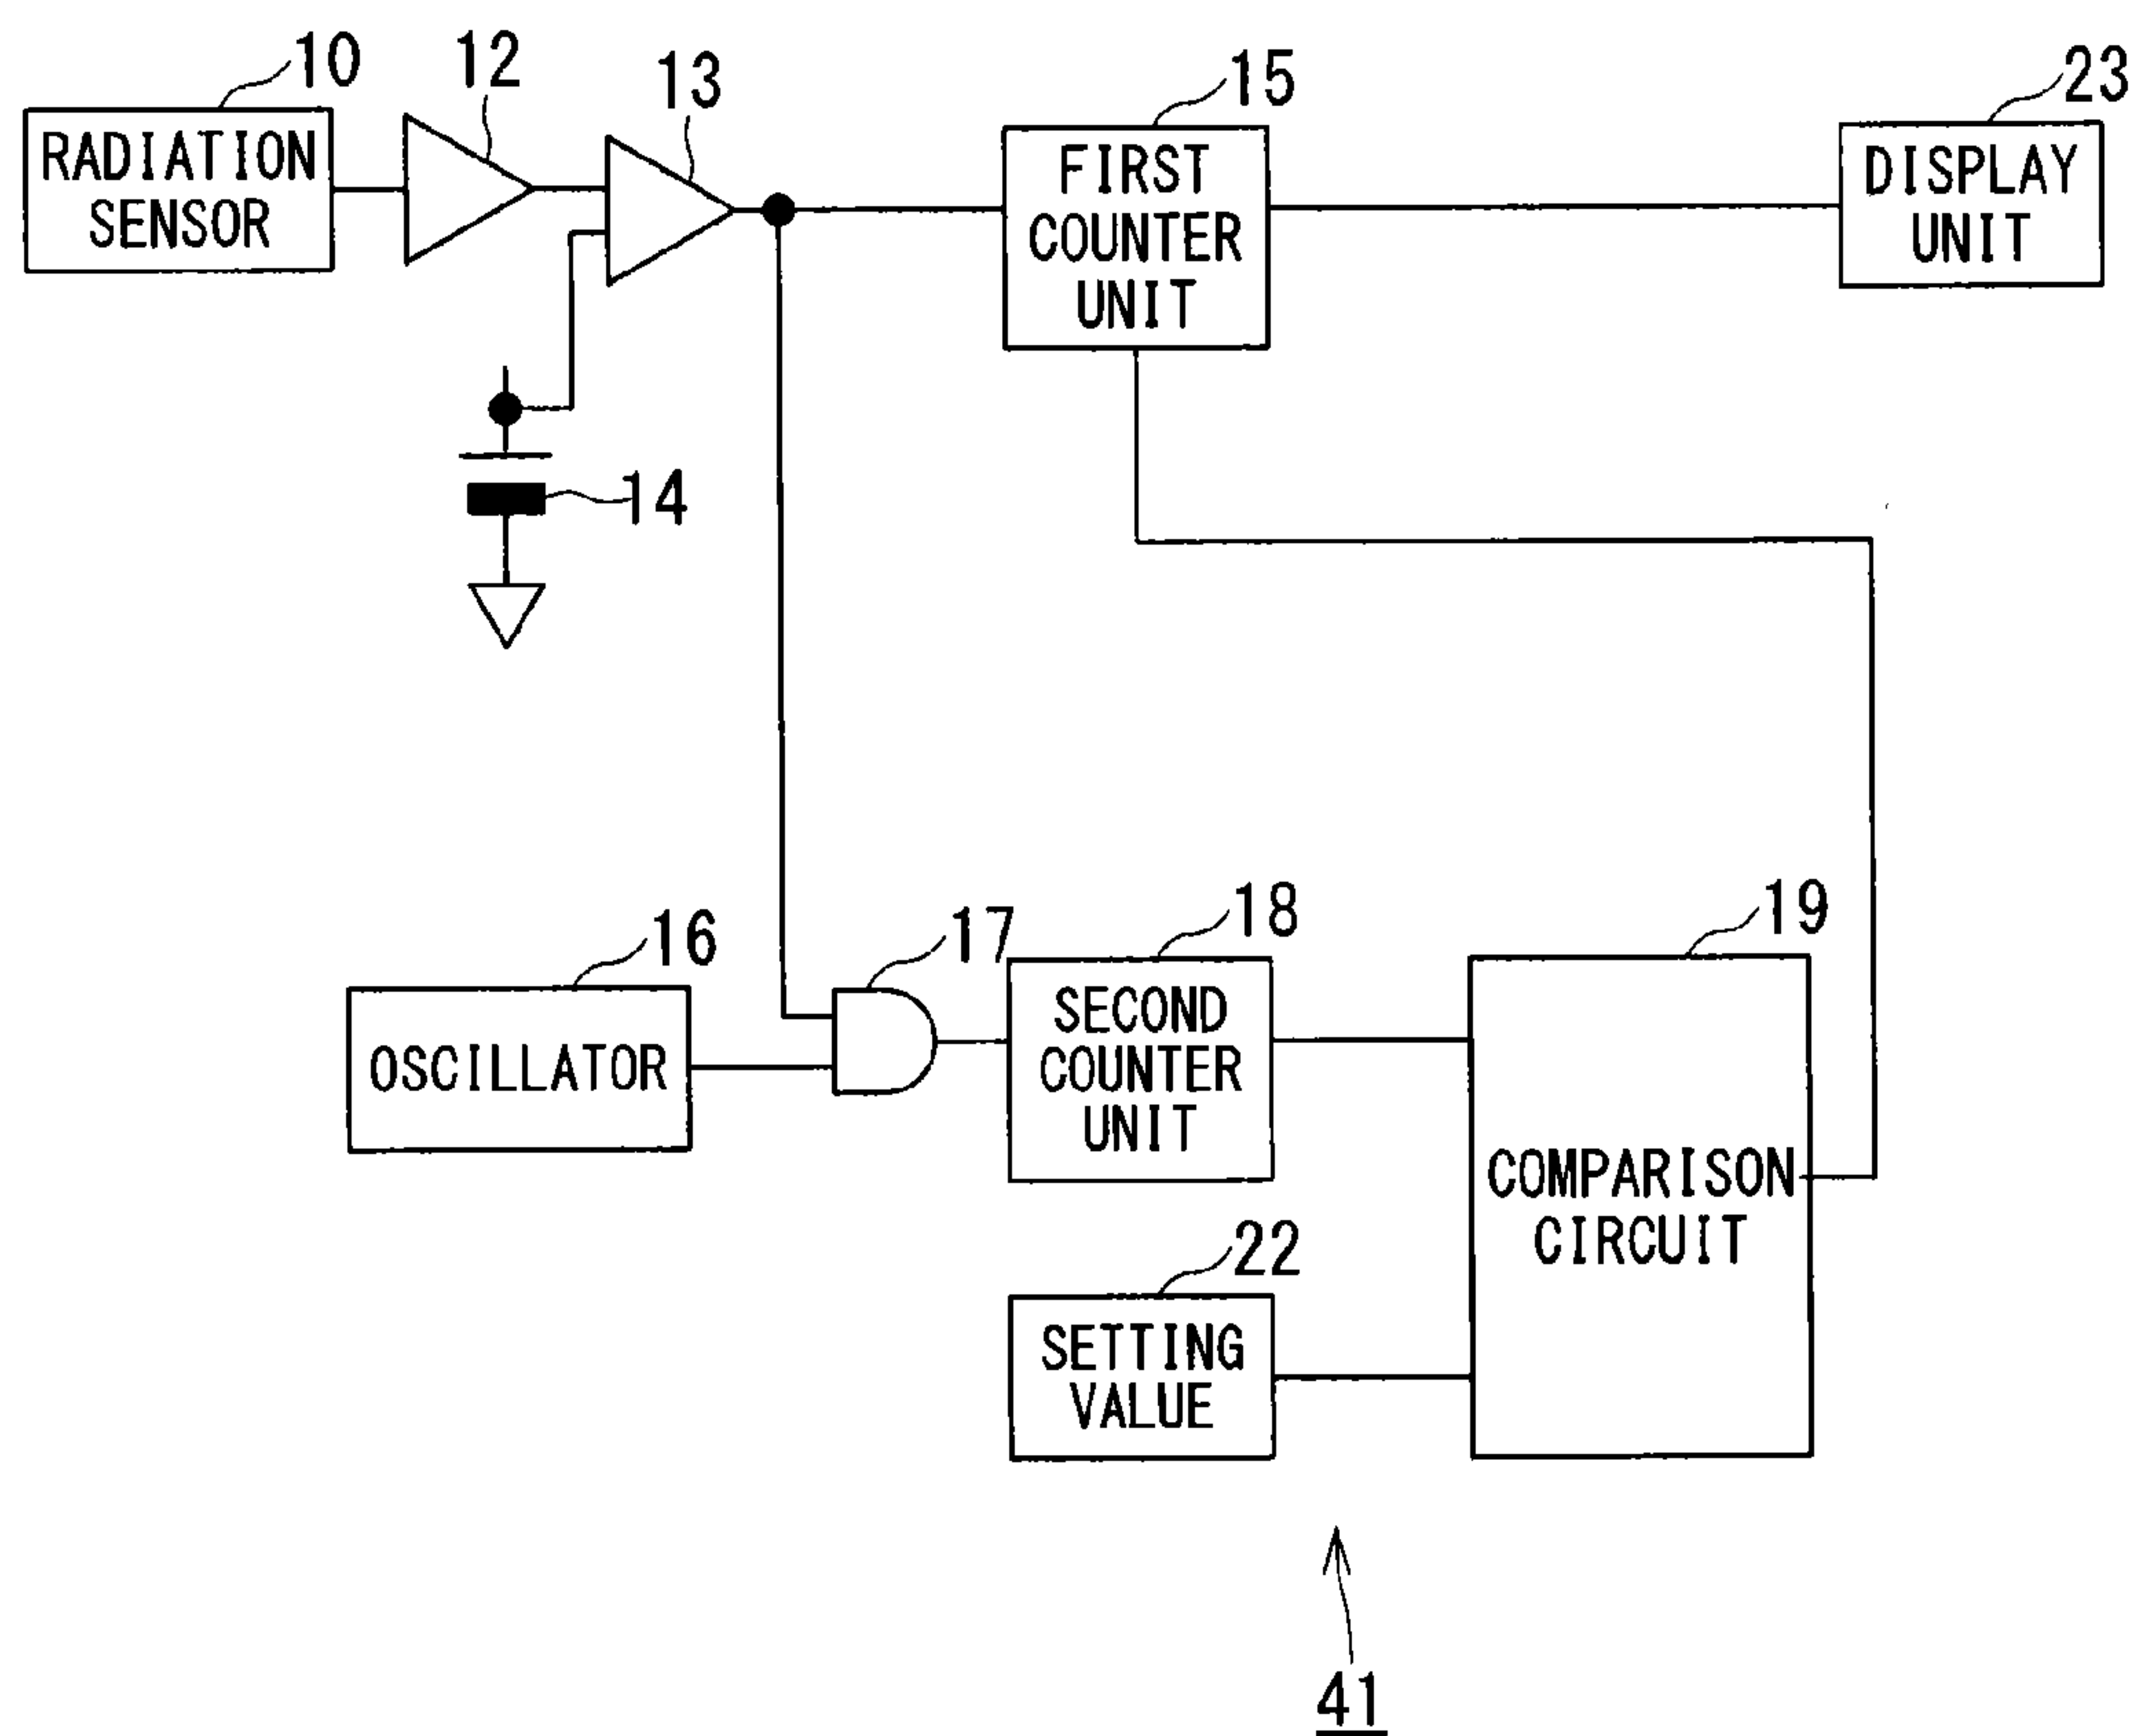 10
12
13
15
23
RADIATION
SENSOR
FIRST
COUNTER
UNIT
DISPLAY
UNIT
14
16
17
18
19
OSCILLATOR
SECOND
COUNTER
UNIT
COMPARISON
CIRCUIT
22
SETTING
VALUE
41